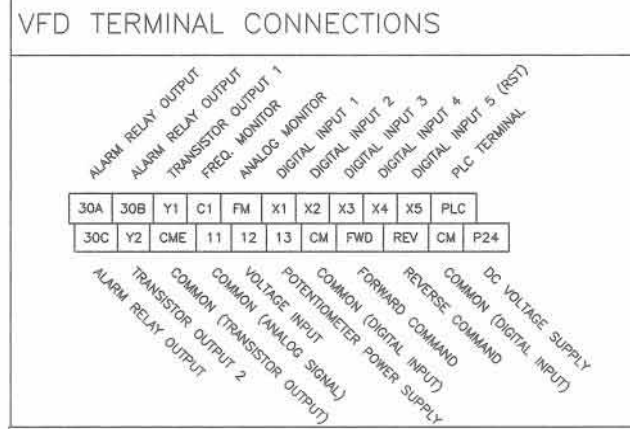 VFD TERMINAL CONNECTIONS
ALARM RELAY OUTPUT
ALARM RELAY OUTPUT
TRANSISTOR OUTPUT 1
FREQ. MONITOR
ANALOG MONITOR
DIGITAL INPUT 1
DIGITAL INPUT 2
DIGITAL INPUT 3
DIGITAL INPUT 4
DIGITAL INPUT 5 (RST)
PLC TERMINAL
30A 30B Y1 C1 FM X1 X2 X3 X4 X5 PLC
30C Y2 CME 11 12 13 CM FWD REV CM P24
ALARM RELAY OUTPUT
TRANSISTOR OUTPUT 2
COMMON (TRANSISTOR OUTPUT)
COMMON (ANALOG SIGNAL)
VOLTAGE INPUT
POTENTIOMETER POWER SUPPLY
COMMON (DIGITAL INPUT)
FORWARD COMMAND
REVERSE COMMAND
COMMON (DIGITAL INPUT)
DC VOLTAGE SUPPLY